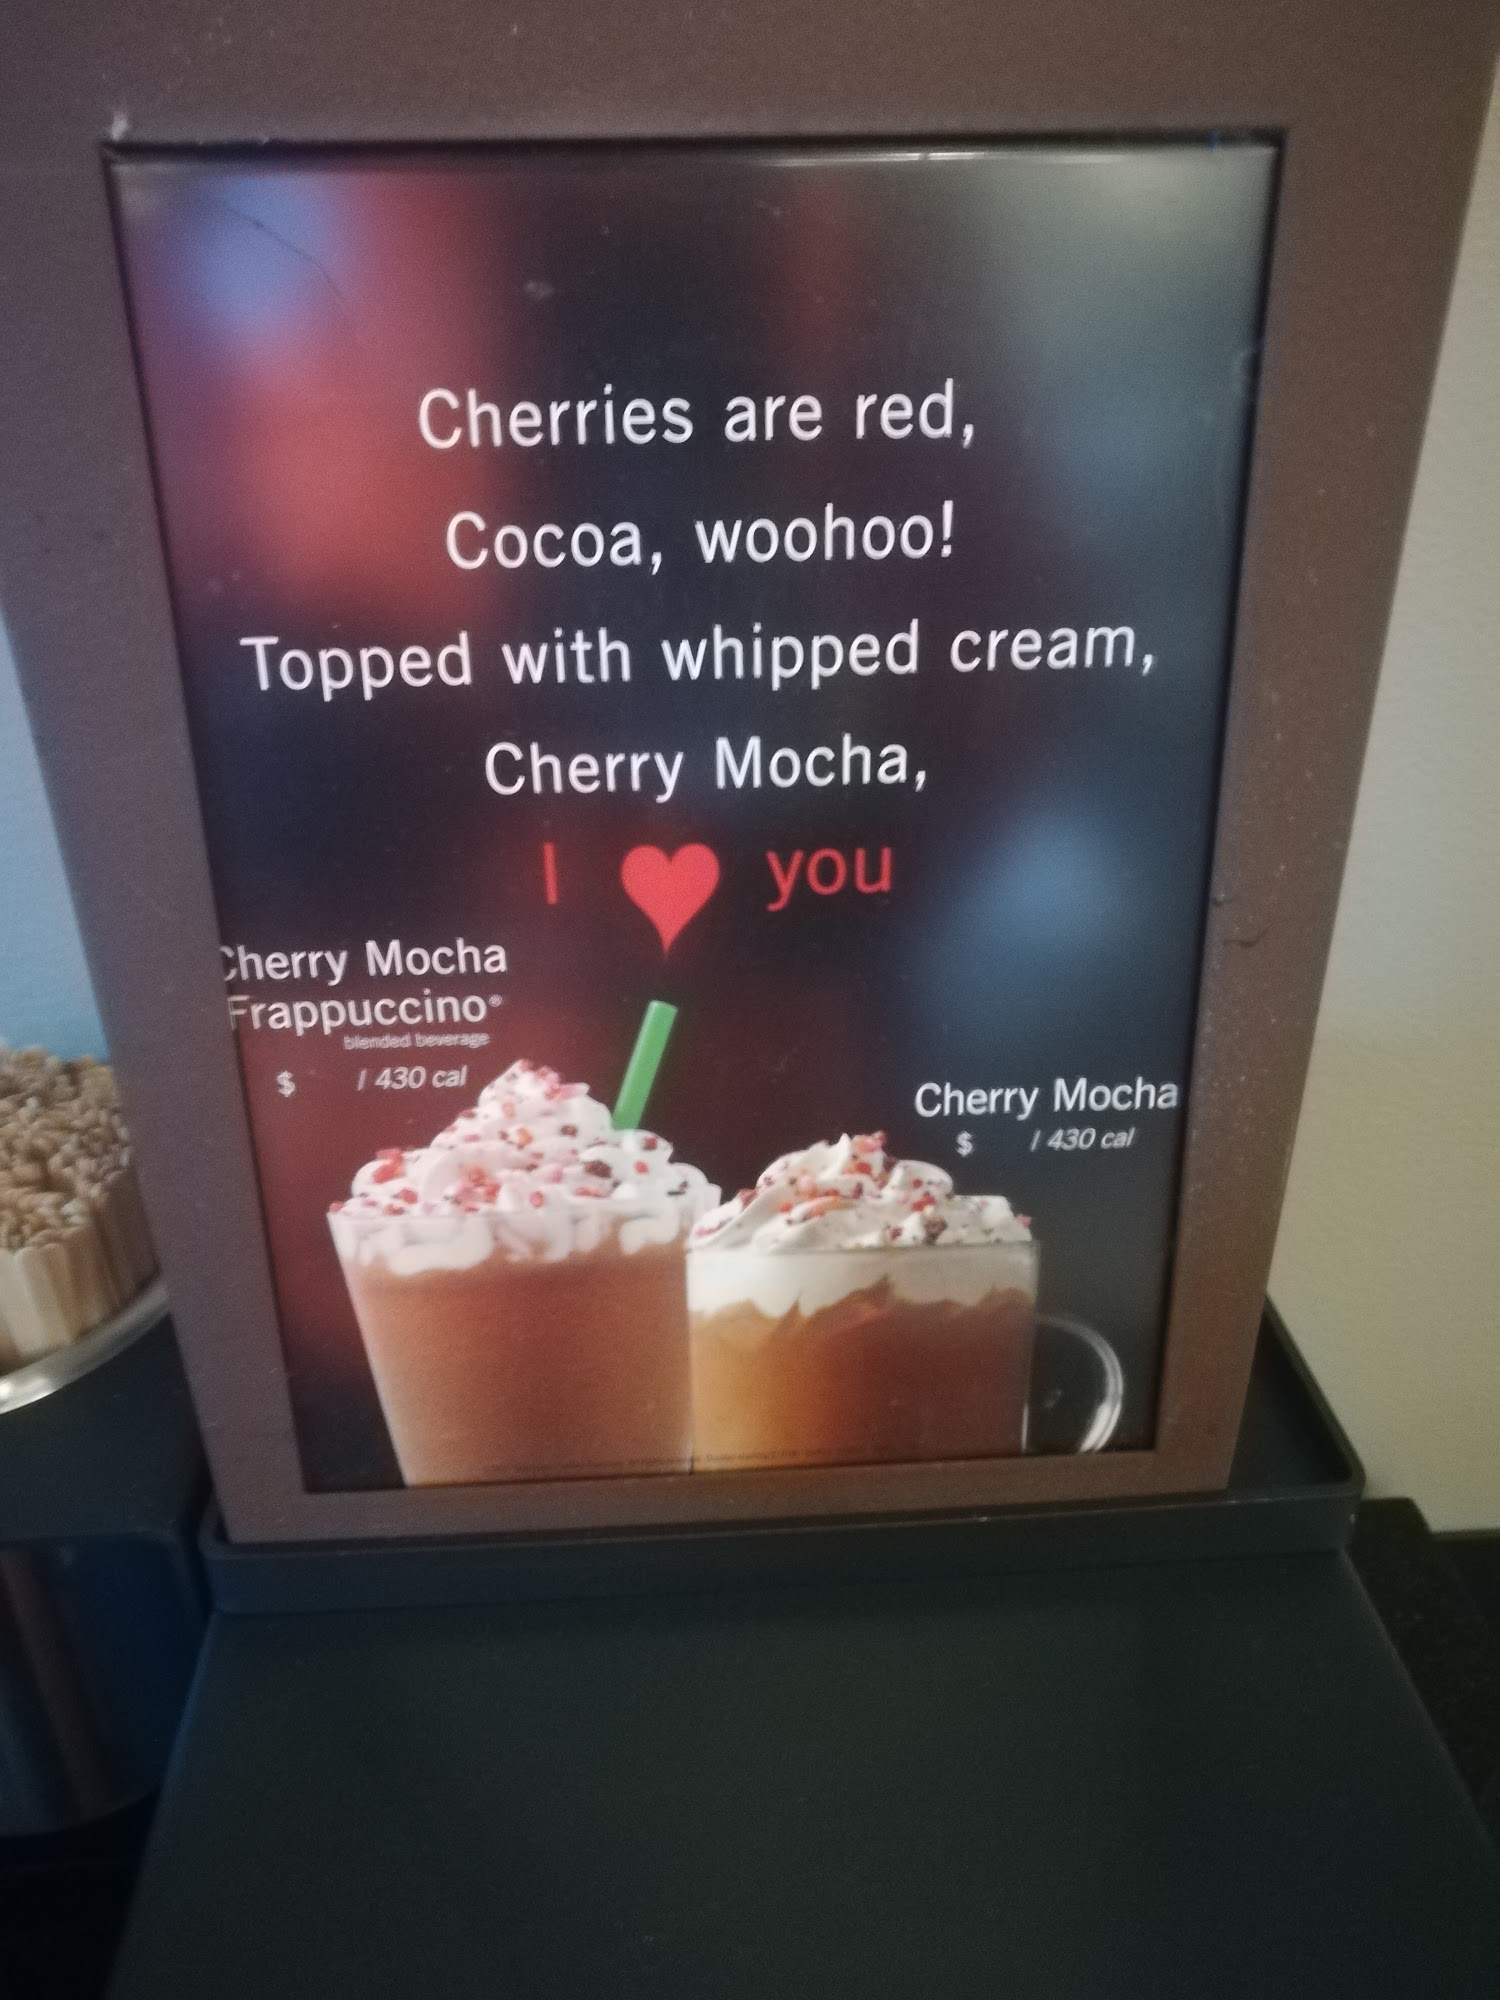 Cherries are red,
Cocoa, woohoo!
Topped with whipped cream,
Cherry Mocha,
I ♥ you
Cherry Mocha
Frappuccino®
blended beverage
$ / 430 cal
Cherry Mocha
$ / 430 cal